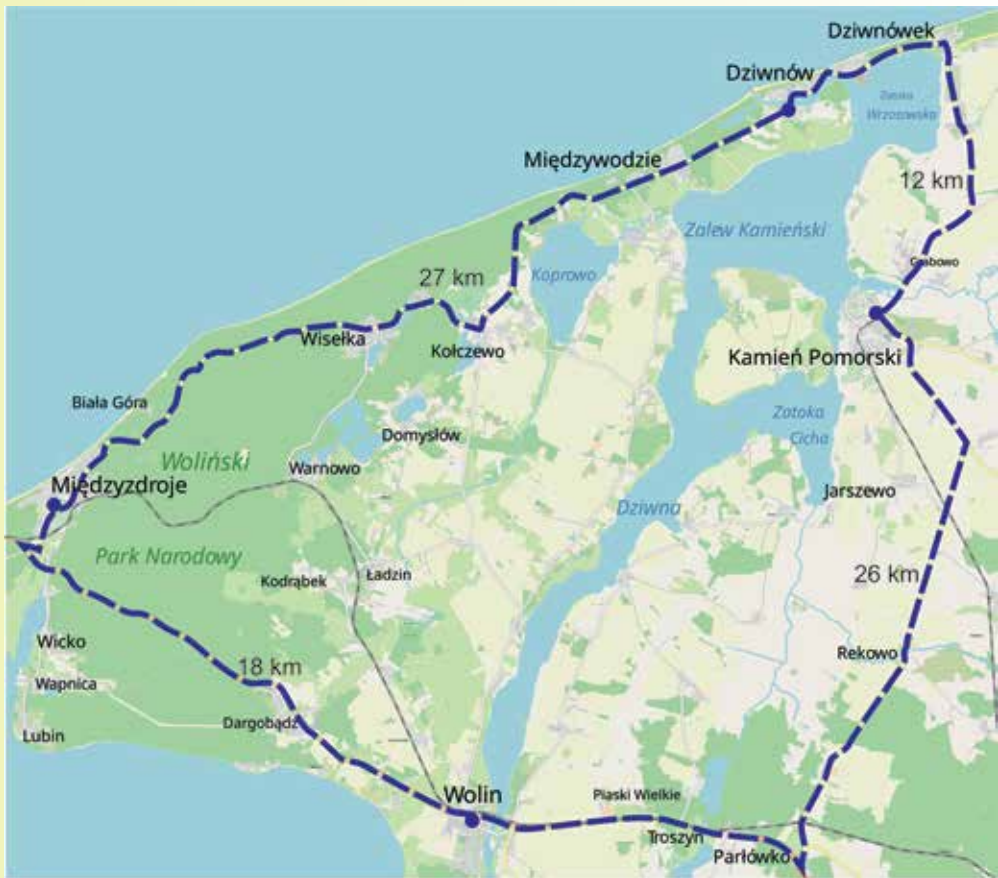 Dziwnówek
Dziwnów
Zatoka
Wrzosowska
Międzywodzie
12 km
Zalew Kamieński
Grabowo
Koprowo
27 km
Wisełka
Kołczewo
Kamień Pomorski
Biała Góra
Domysłów
Zatoka
Cicha
Woliński
Warnowo
Międzyzdroje
Jarszewo
Dziwna
Park Narodowy
Kodrąbek
Ładzin
26 km
Wicko
Rekowo
18 km
Wapnica
Dargobądz
Lubin
Wolin
Piaski Wielkie
Troszyn
Parłówko